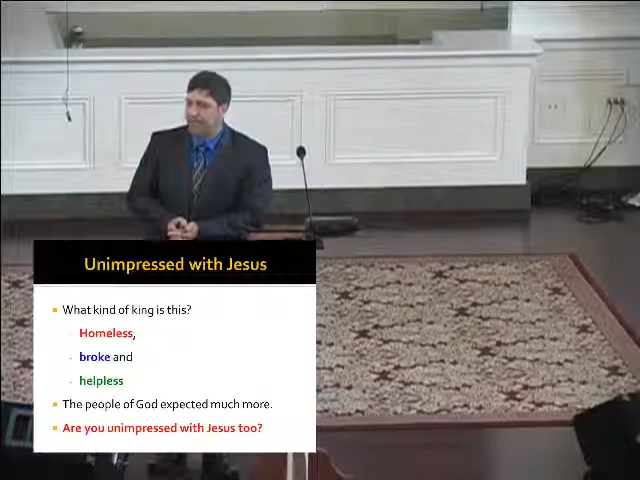 Unimpressed with Jesus
What kind of king is this?
Homeless,
broke and
helpless
The people of God expected much more.
Are you unimpressed with Jesus too?